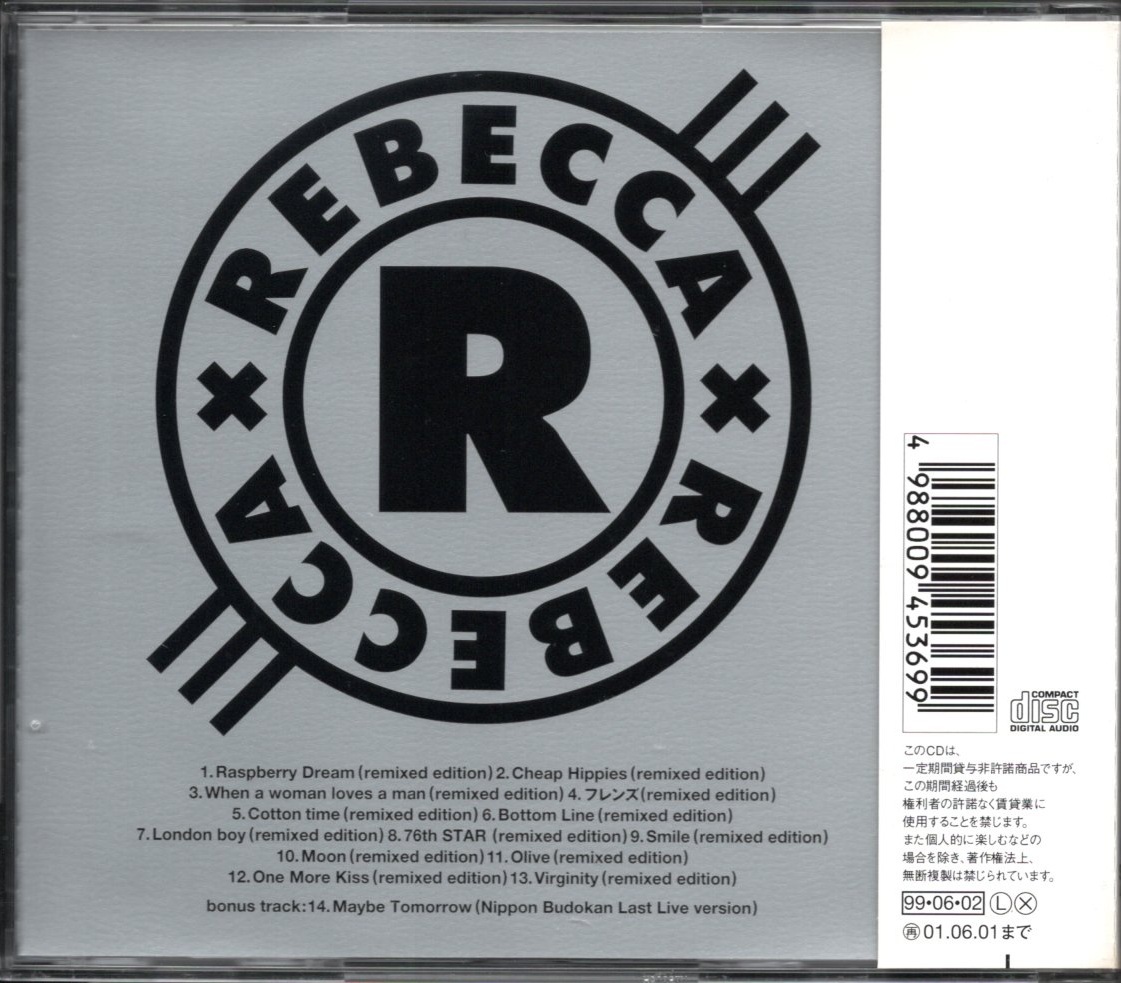 REBECCA × REBECCA ×
R
1.Raspberry Dream (remixed edition) 2.Cheap Hippies (remixed edition)
3.When a woman loves a man (remixed edition) 4.フレンズ(remixed edition)
5.Cotton time (remixed edition) 6.Bottom Line (remixed edition)
7.London boy (remixed edition) 8.76th STAR (remixed edition) 9.Smile (remixed edition)
10.Moon (remixed edition) 11.Olive (remixed edition)
12.One More Kiss (remixed edition) 13.Virginity (remixed edition)
bonus track:14.Maybe Tomorrow (Nippon Budokan Last Live version)
4 988009 453699
COMPACT
disc
DIGITAL AUDIO
このCDは、
一定期間貸与非許諾商品ですが、
この期間経過後も
権利者の許諾なく賃貸業に
使用することを禁じます。
また個人的に楽しむなどの
場合を除き、著作権法上、
無断複製は禁じられています。
99•06•02 Ⓛ Ⓧ
㊢ 01.06.01まで